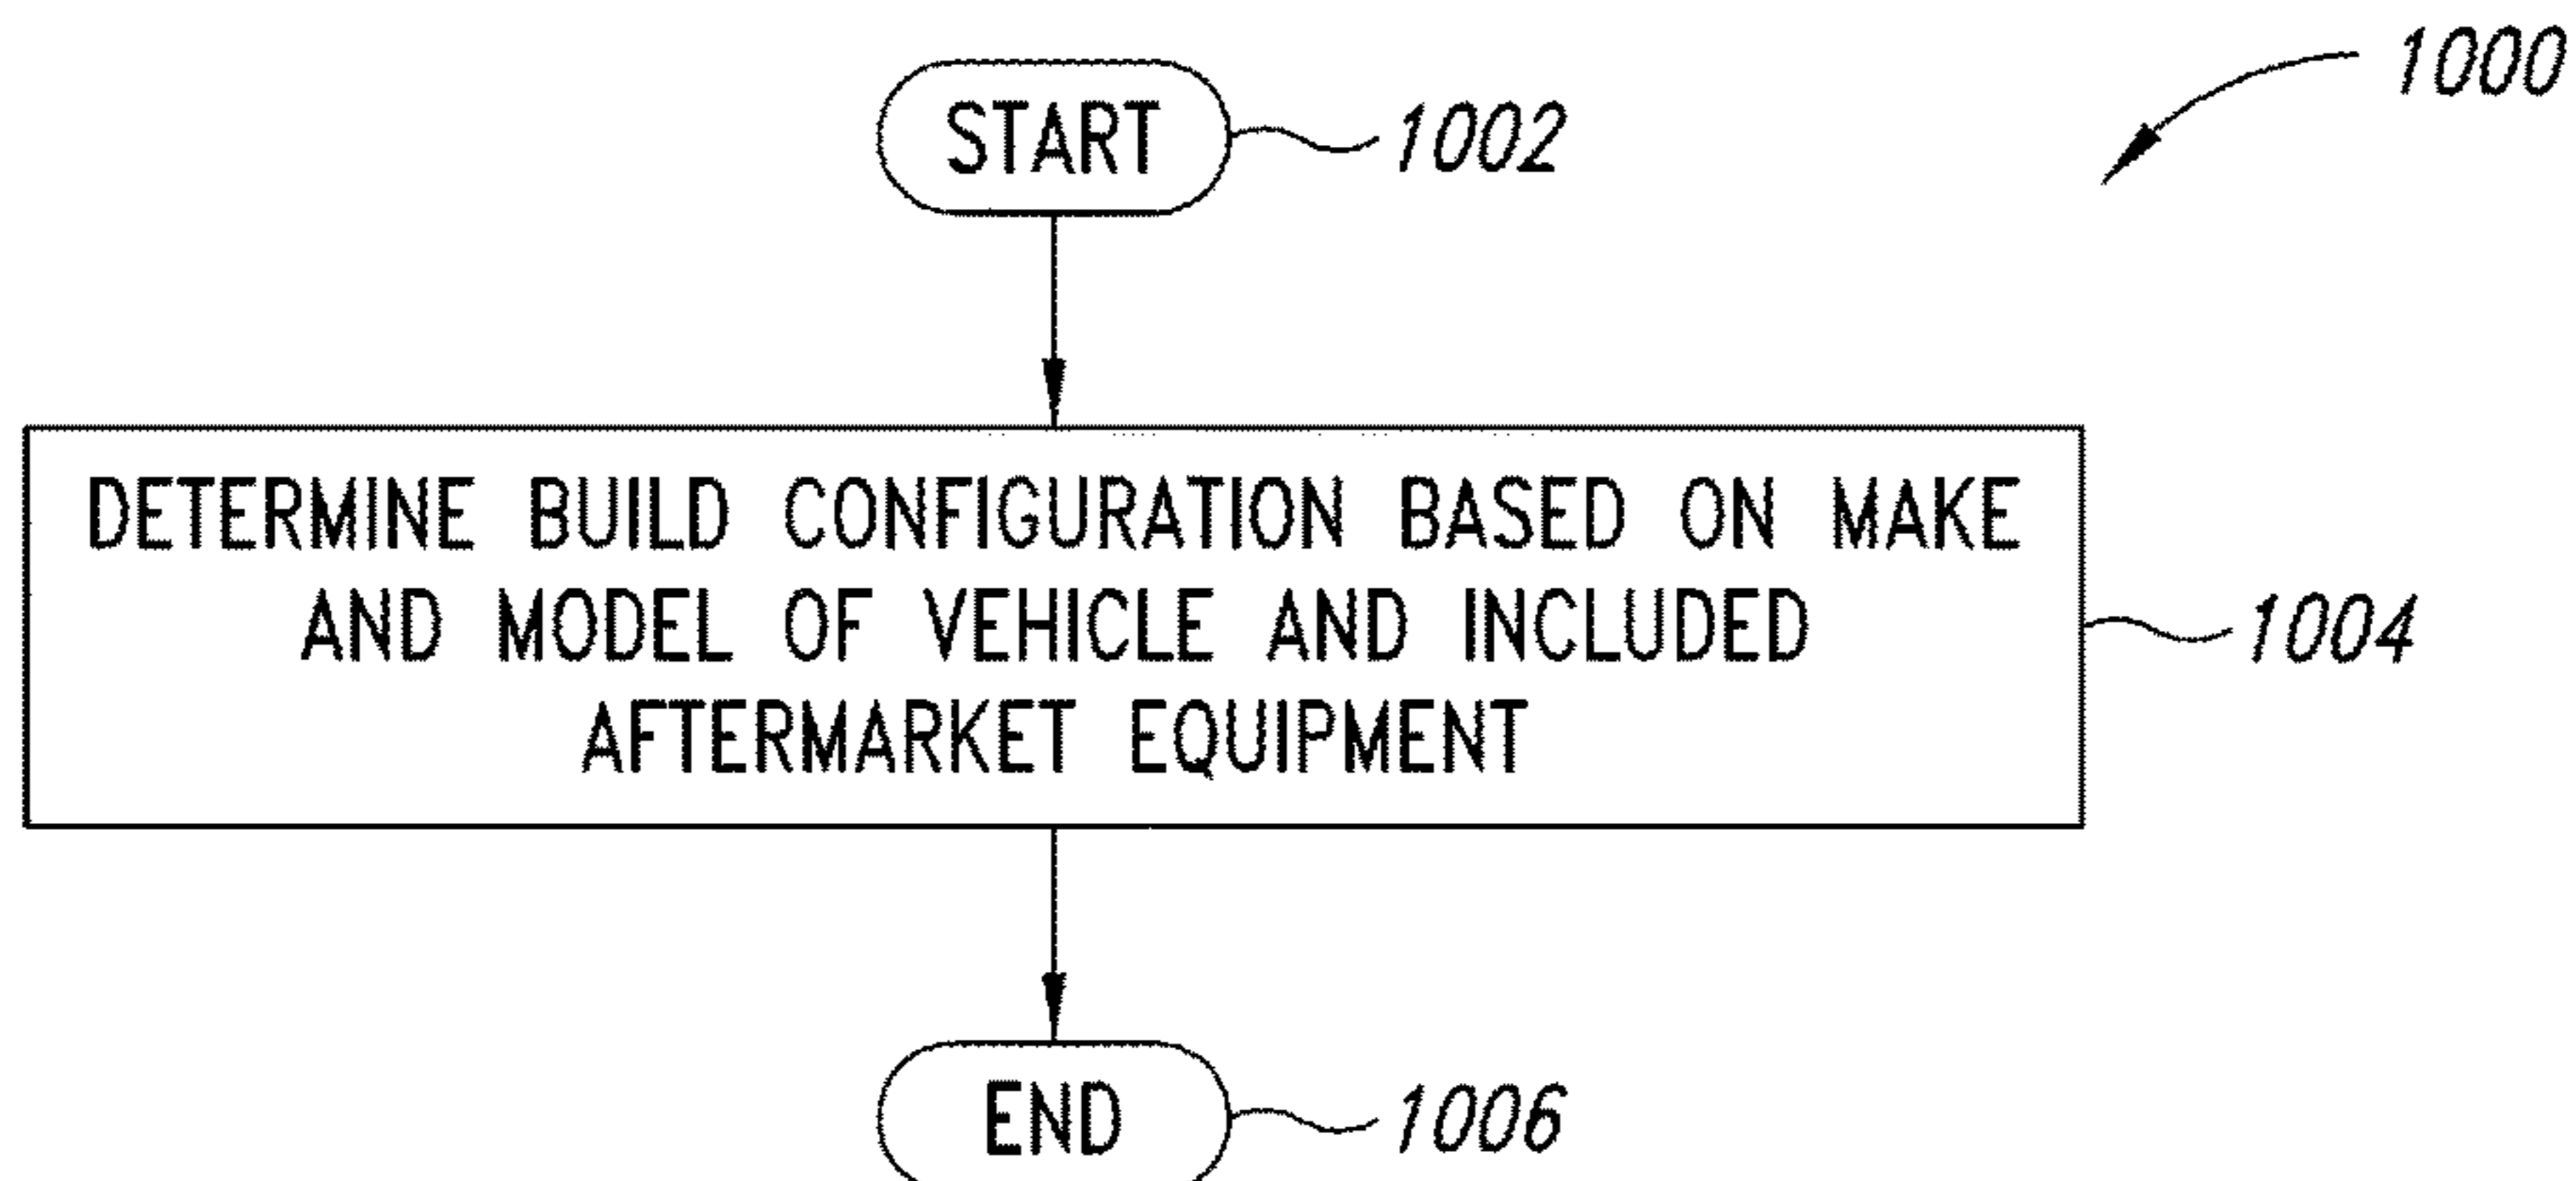 1000
START 1002
DETERMINE BUILD CONFIGURATION BASED ON MAKE
AND MODEL OF VEHICLE AND INCLUDED
1004
AFTERMARKET EQUIPMENT
END 1006